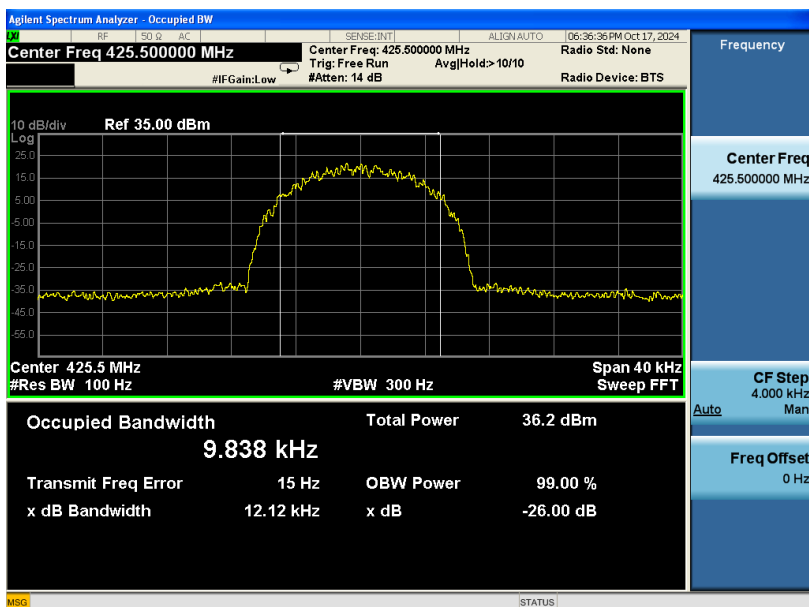 Agilent Spectrum Analyzer - Occupied BW
LXI RF 50 Ω AC SENSE:INT ALIGN AUTO 06:36:36 PM Oct 17, 2024
Center Freq 425.500000 MHz
Center Freq: 425.500000 MHz
Radio Std: None
Trig: Free Run Avg|Hold:>10/10
#IFGain:Low
#Atten: 14 dB
Radio Device: BTS
10 dB/div Ref 35.00 dBm
Log
25.0
15.0
5.00
-5.00
-15.0
-25.0
-35.0
-45.0
-55.0
Center 425.5 MHz Span 40 kHz
#Res BW 100 Hz #VBW 300 Hz Sweep FFT
Occupied Bandwidth Total Power 36.2 dBm
9.838 kHz
Transmit Freq Error 15 Hz OBW Power 99.00 %
x dB Bandwidth 12.12 kHz x dB -26.00 dB
MSG STATUS
Frequency
Center Freq
425.500000 MHz
CF Step
4.000 kHz
Auto Man
Freq Offset
0 Hz